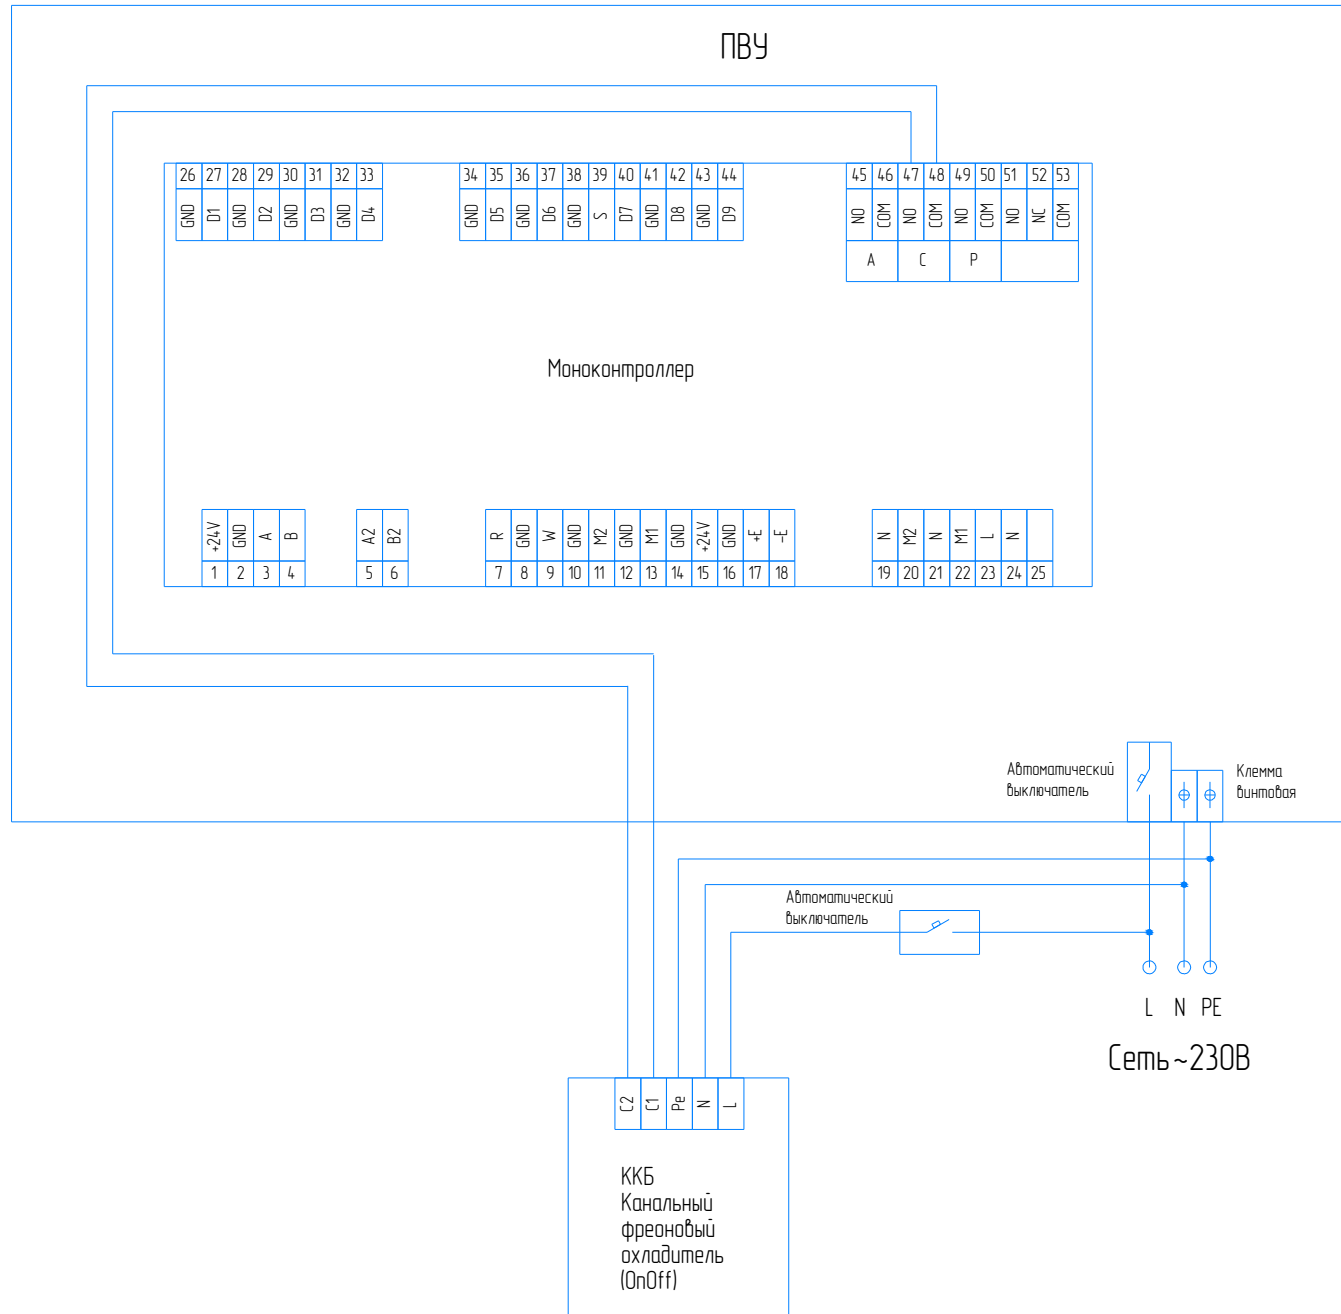 ПВУ
26 27 28 29 30 31 32 33
GND D1 GND D2 GND D3 GND D4
34 35 36 37 38 39 40 41 42 43 44
GND D5 GND D6 GND S D7 GND D8 GND D9
45 46 47 48 49 50 51 52 53
NO COM NO COM NO COM NO NC COM
A C P
Моноконтроллер
+24V GND A B
1 2 3 4
A2 B2
5 6
R GND W GND M2 GND M1 GND +24V GND +E -E
7 8 9 10 11 12 13 14 15 16 17 18
N M2 N M1 L N
19 20 21 22 23 24 25
Автоматический
выключатель
Клемма
винтовая
Автоматический
выключатель
L N PE
Сеть ~230В
C2 C1 Pe N L
ККБ
Канальный
фреоновый
охладитель
(OnOff)